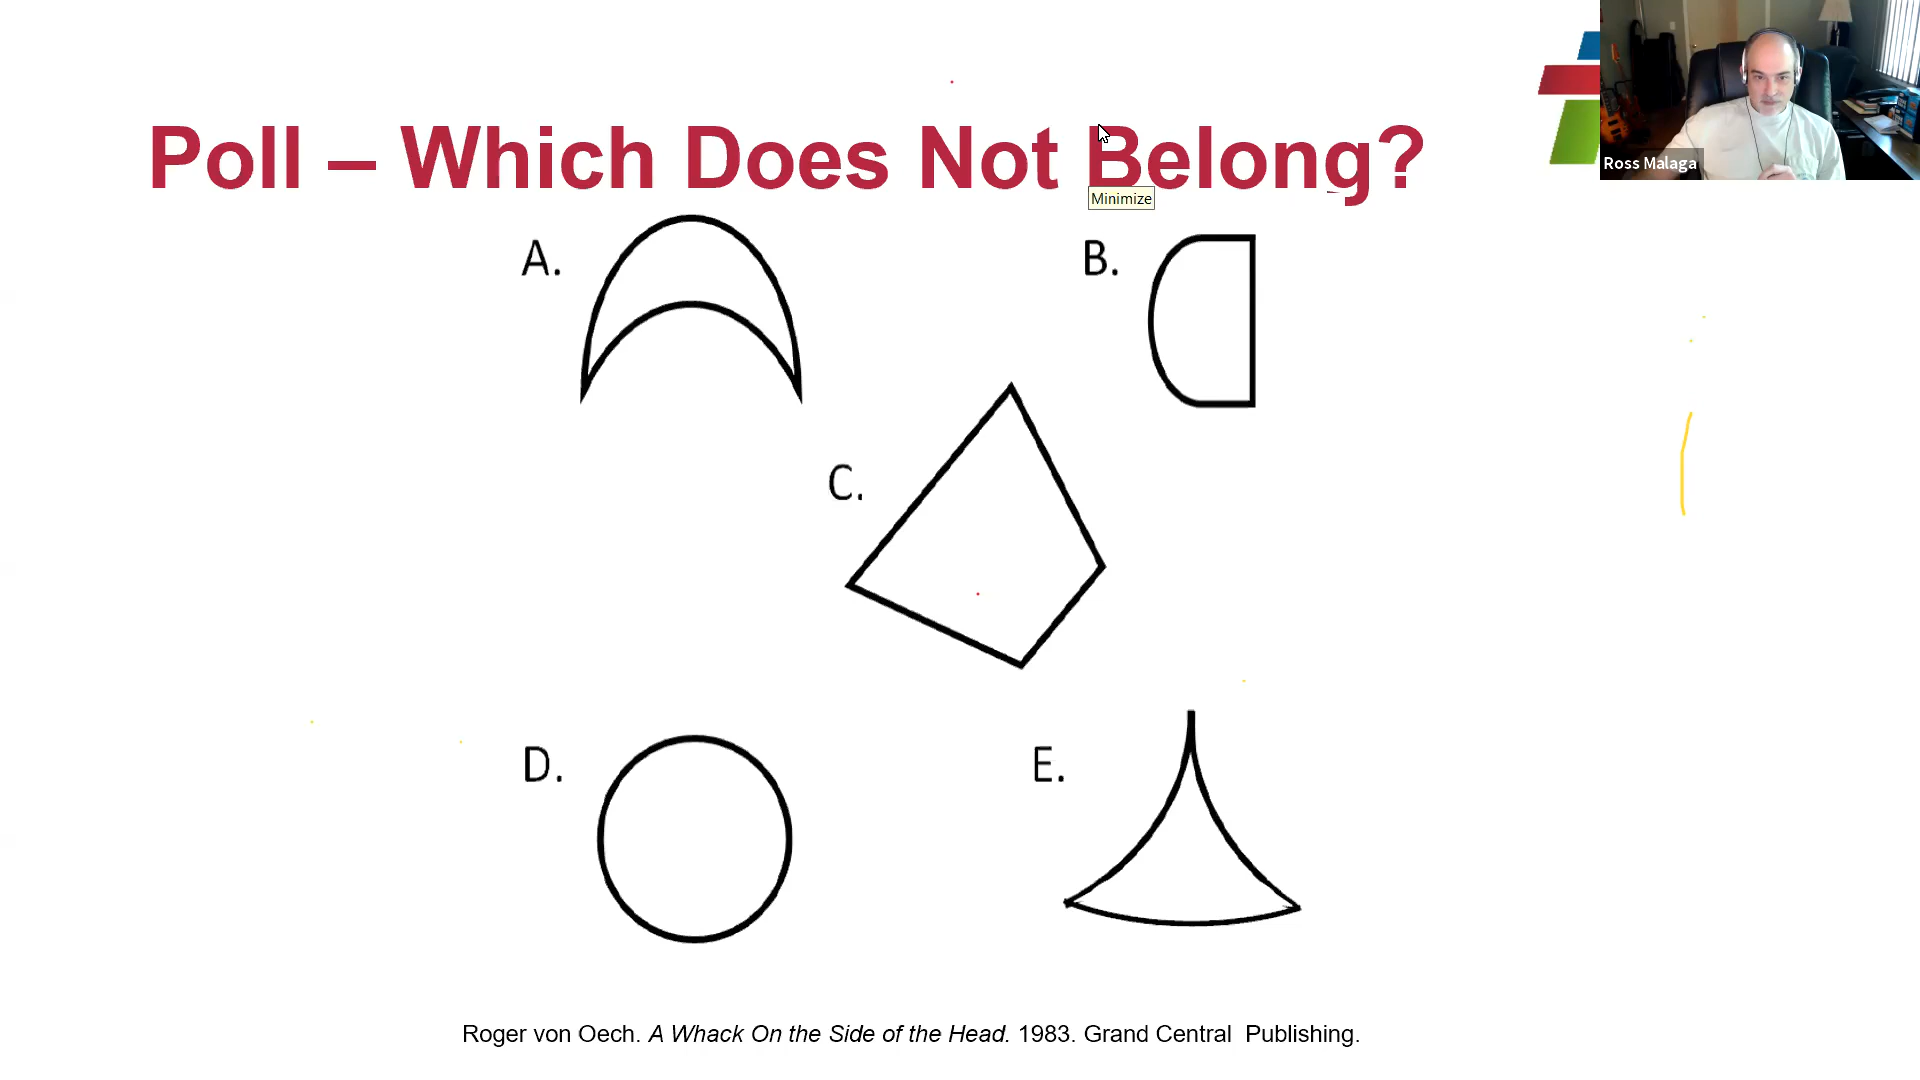 Poll – Which Does Not Belong?
Ross Malaga
Minimize
A.
B.
C.
D.
E.
Roger von Oech. A Whack On the Side of the Head. 1983. Grand Central Publishing.